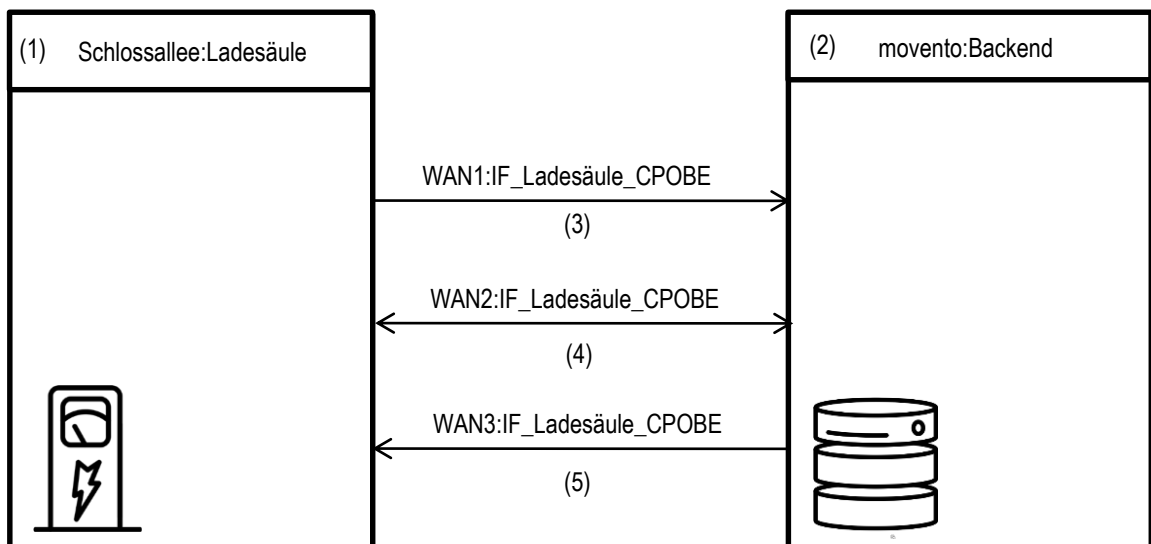 (1) Schlossallee:Ladesäule
(2) movento:Backend
WAN1:IF_Ladesäule_CPOBE
(3)
WAN2:IF_Ladesäule_CPOBE
(4)
WAN3:IF_Ladesäule_CPOBE
(5)